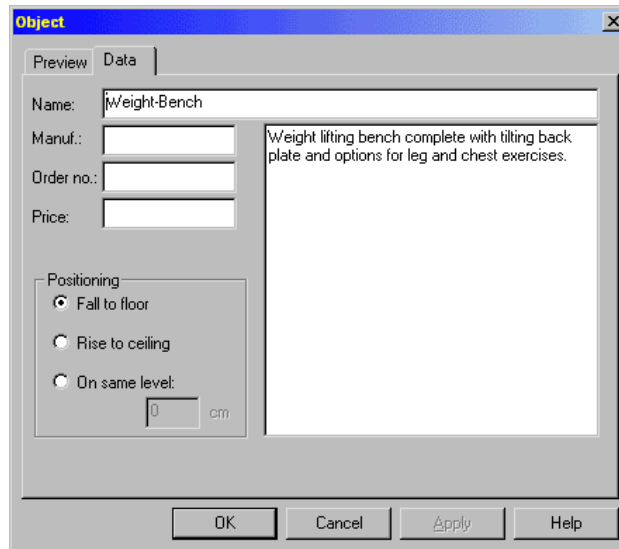 Object
Preview
Data
Name:
Weight-Bench
Manuf.:
Order no.:
Price:
Weight lifting bench complete with tilting back
plate and options for leg and chest exercises.
Positioning
Fall to floor
Rise to ceiling
On same level:
0 cm
OK
Cancel
Apply
Help